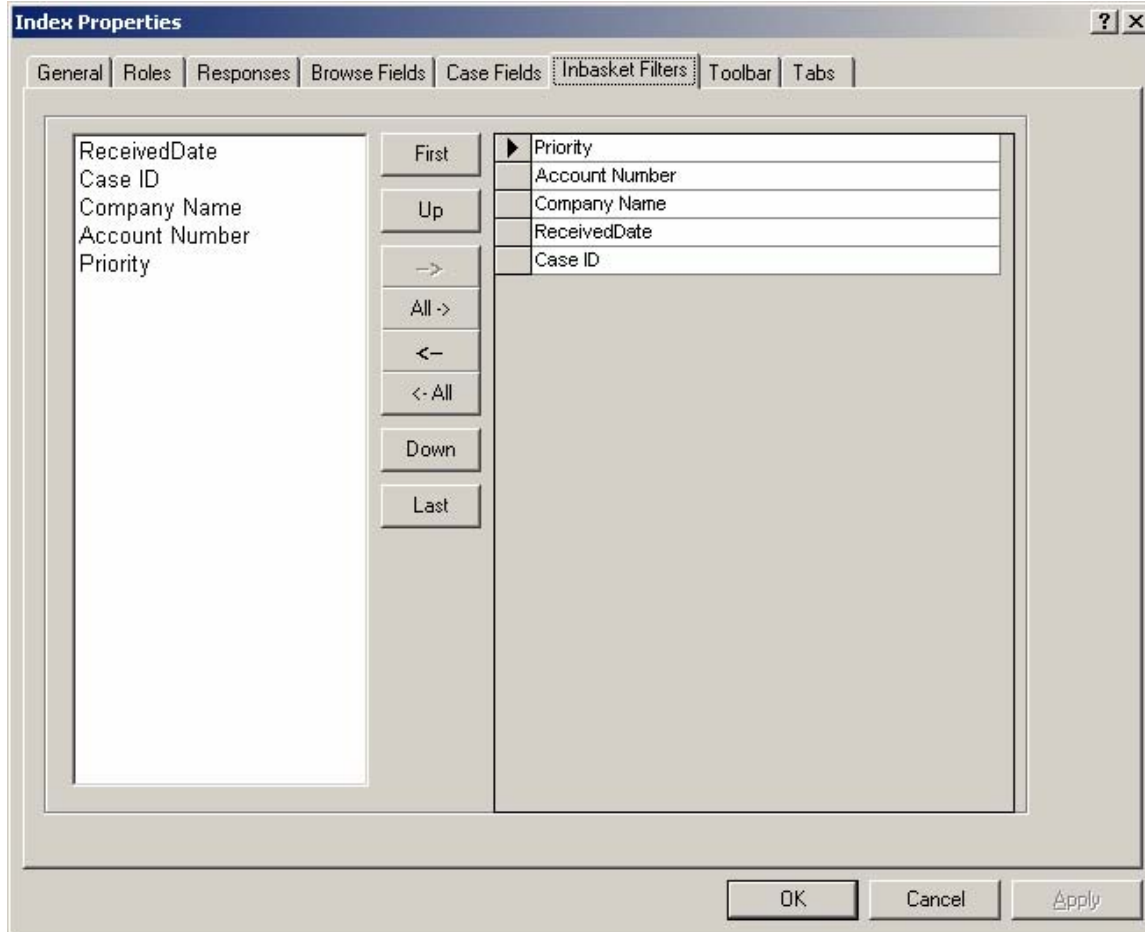 Index Properties
? X
General Roles Responses Browse Fields Case Fields Inbasket Filters Toolbar Tabs
ReceivedDate
Case ID
Company Name
Account Number
Priority
First
Up
-->
All ->
<--
<- All
Down
Last
Priority
Account Number
Company Name
ReceivedDate
Case ID
OK Cancel Apply